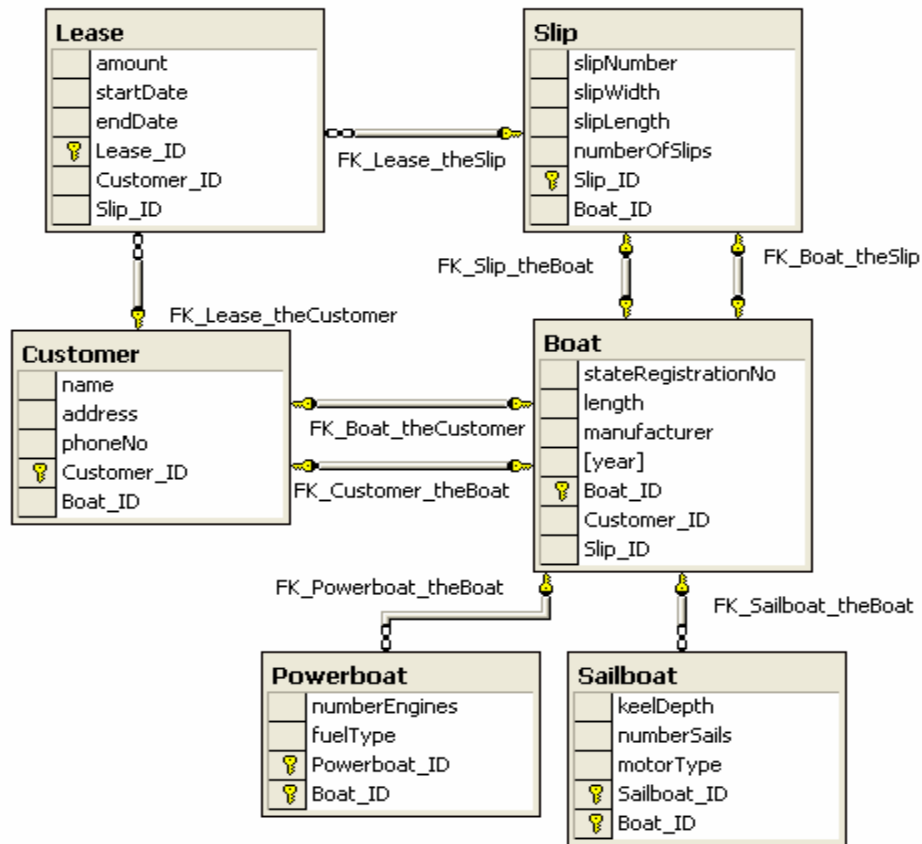 Lease
amount
startDate
endDate
Lease_ID
Customer_ID
Slip_ID
Slip
slipNumber
slipWidth
slipLength
numberOfSlips
Slip_ID
Boat_ID
FK_Lease_theSlip
FK_Slip_theBoat
FK_Boat_theSlip
FK_Lease_theCustomer
Customer
name
address
phoneNo
Customer_ID
Boat_ID
FK_Boat_theCustomer
FK_Customer_theBoat
Boat
stateRegistrationNo
length
manufacturer
[year]
Boat_ID
Customer_ID
Slip_ID
FK_Powerboat_theBoat
FK_Sailboat_theBoat
Powerboat
numberEngines
fuelType
Powerboat_ID
Boat_ID
Sailboat
keelDepth
numberSails
motorType
Sailboat_ID
Boat_ID